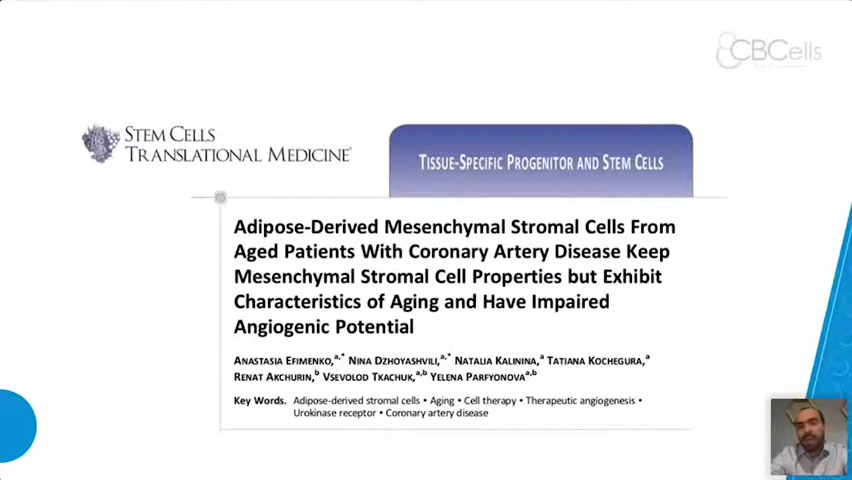 CBCells
STEM CELLS
TRANSLATIONAL MEDICINE®
TISSUE-SPECIFIC PROGENITOR AND STEM CELLS
Adipose-Derived Mesenchymal Stromal Cells From
Aged Patients With Coronary Artery Disease Keep
Mesenchymal Stromal Cell Properties but Exhibit
Characteristics of Aging and Have Impaired
Angiogenic Potential
ANASTASIA EFIMENKO,a,* NINA DZHOYASHVILI,a,* NATALIA KALININA,a TATIANA KOCHEGURA,a
RENAT AKCHURIN,b VSEVOLOD TKACHUK,a,b YELENA PARFYONOVAa,b
Key Words. Adipose-derived stromal cells • Aging • Cell therapy • Therapeutic angiogenesis •
Urokinase receptor • Coronary artery disease